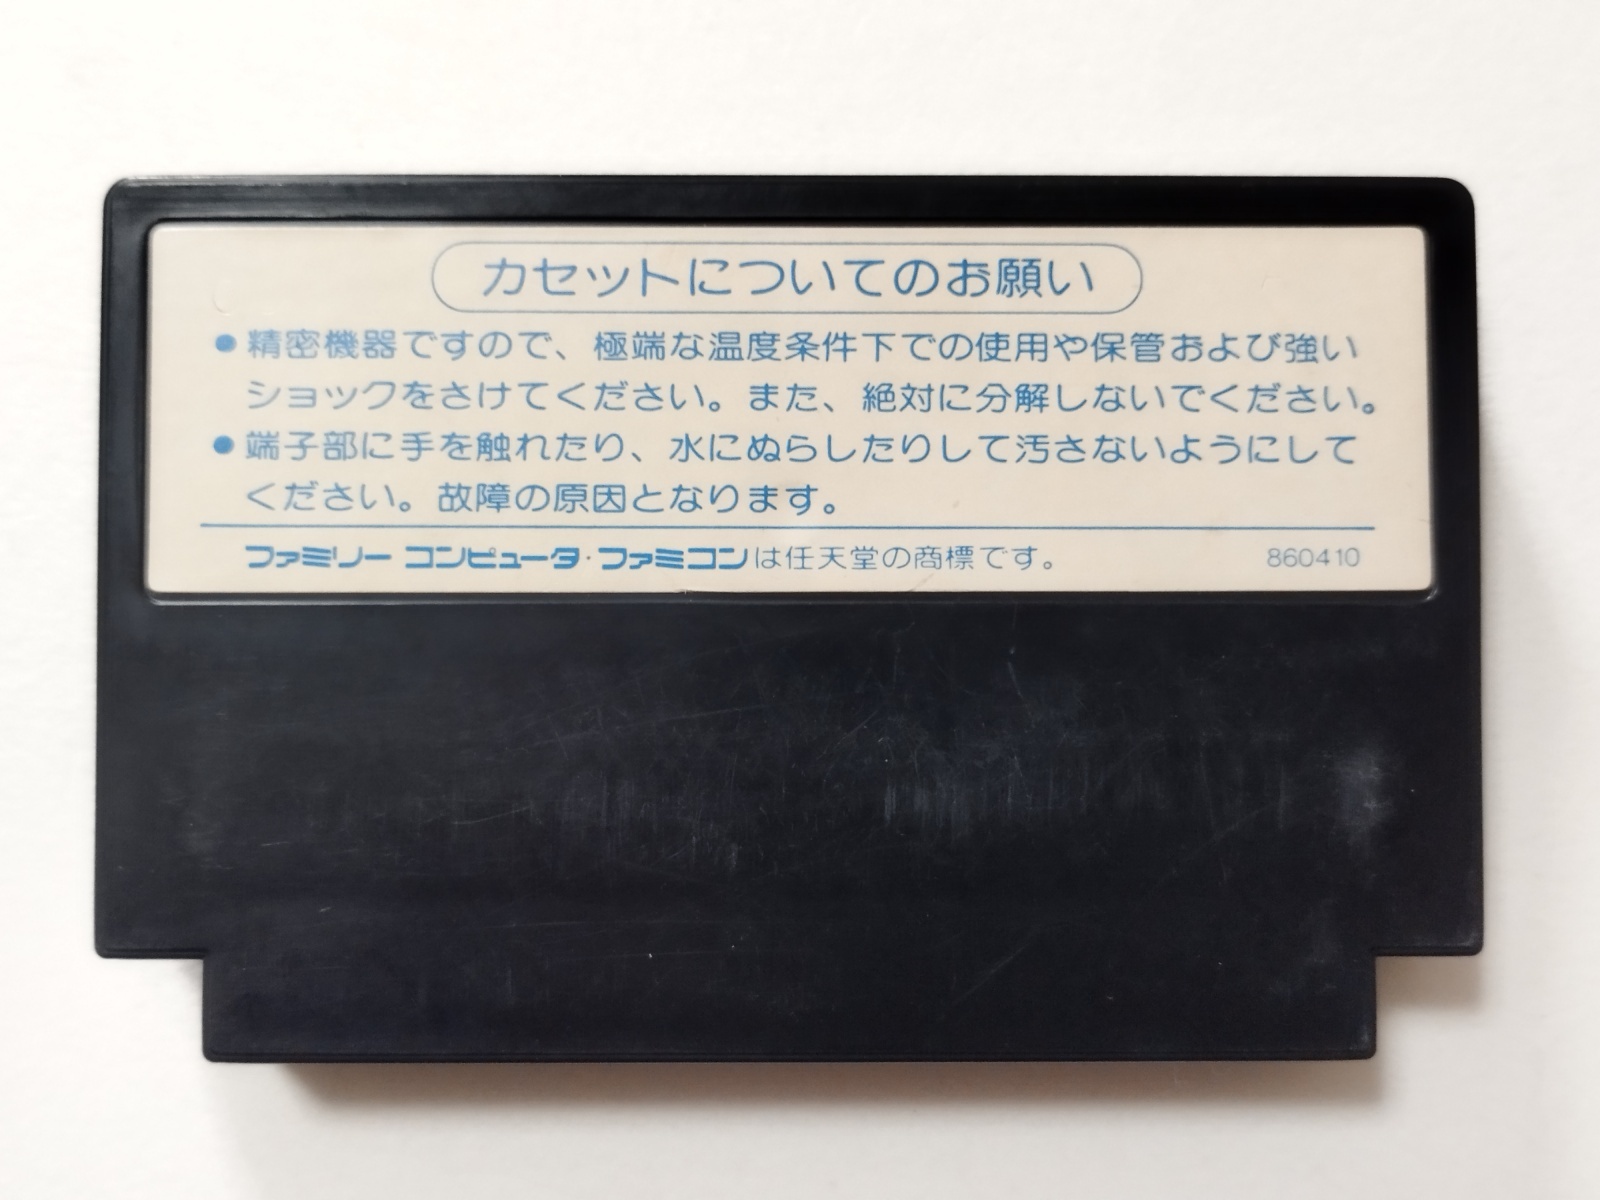 カセットについてのお願い
●精密機器ですので、極端な温度条件下での使用や保管および強い
ショックをさけてください。また、絶対に分解しないでください。
●端子部に手を触れたり、水にぬらしたりして汚さないようにして
ください。故障の原因となります。
ファミリー コンピュータ・ファミコンは任天堂の商標です。 860410